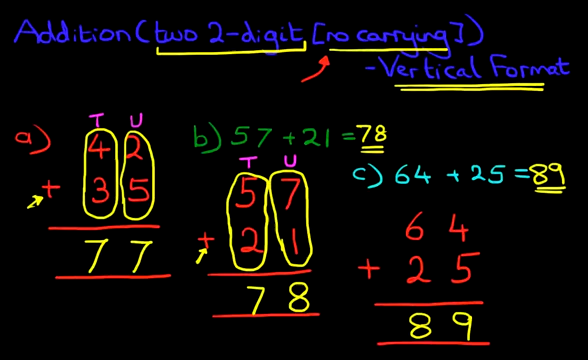 Addition (two 2-digit [no carrying])
- Vertical Format
a)
T U
4 2
+ 3 5
7 7
b) 57 + 21 = 78
T U
5 7
+ 2 1
7 8
c) 64 + 25 = 89
6 4
+ 2 5
8 9